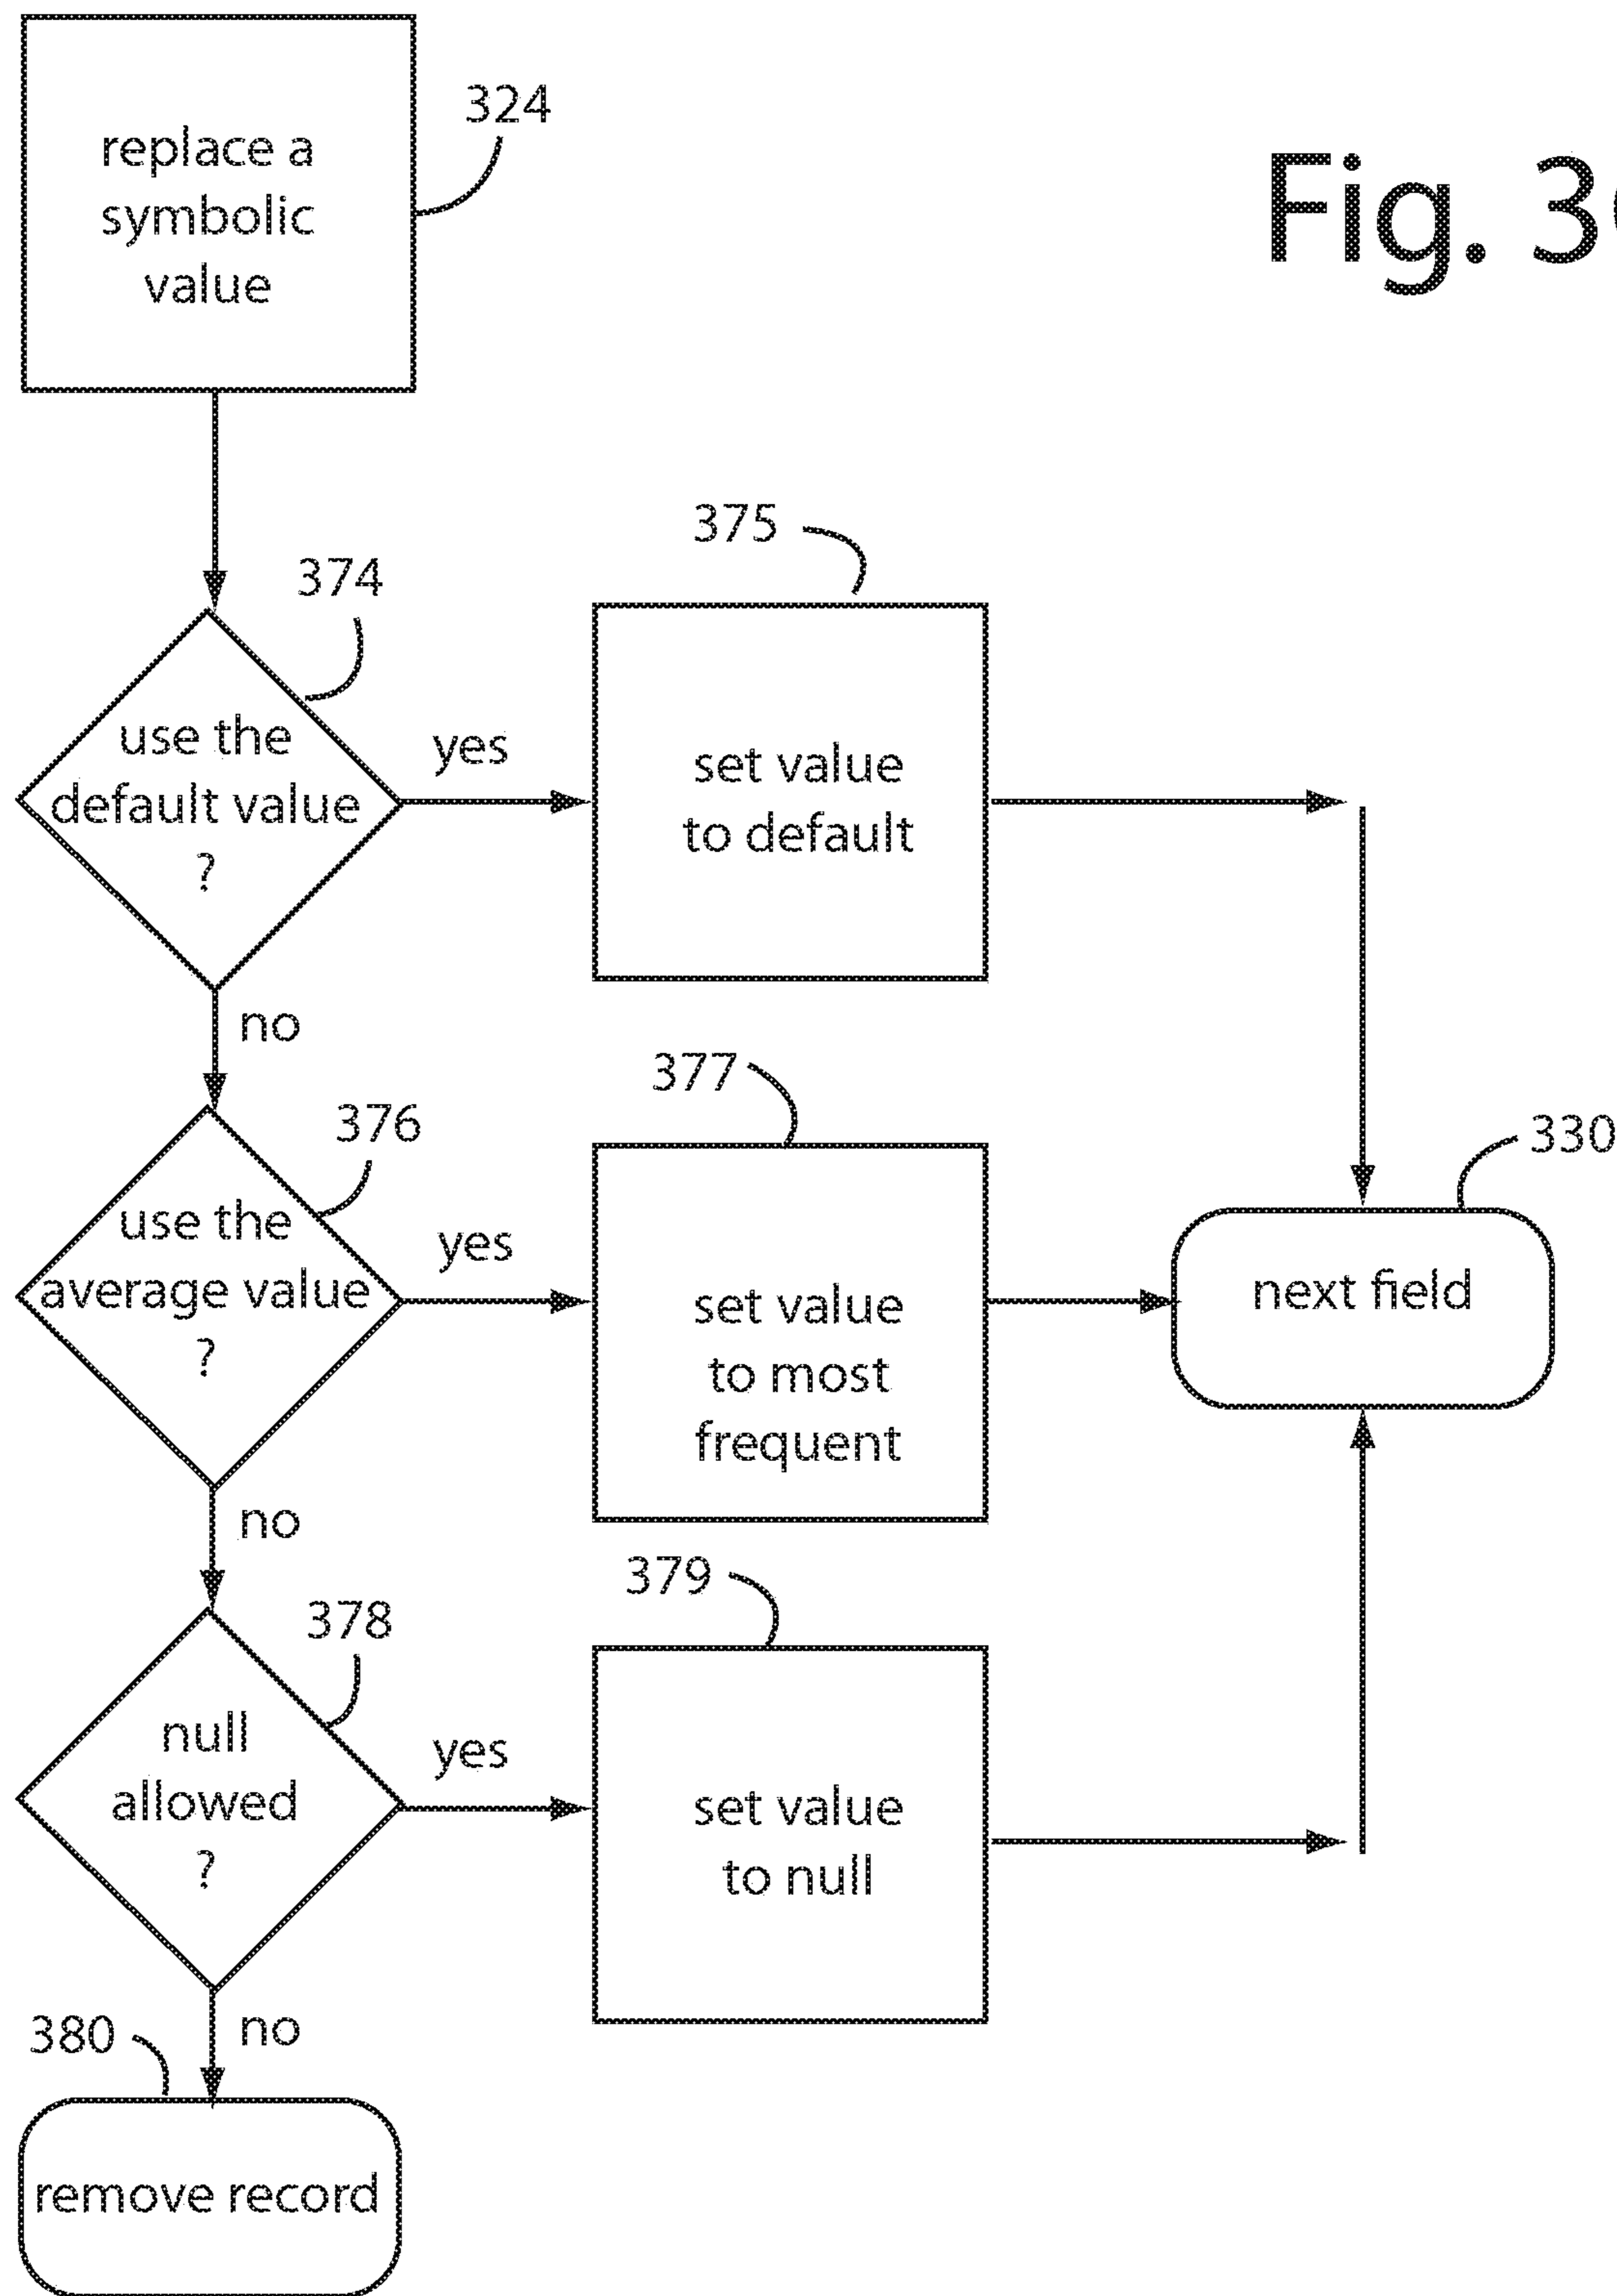 324
replace a
symbolic
value
Fig. 3
375
374
use the
default value
?
yes
set value
to default
no
377
376
330
use the
average value
?
yes
set value
to most
frequent
next field
no
379
378
null
allowed
?
yes
set value
to null
380
no
remove record